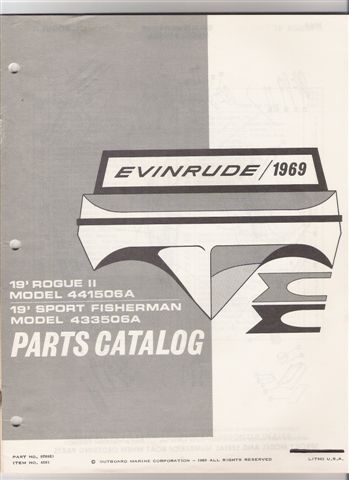 EVINRUDE/1969
19' ROGUE II
MODEL 441506A
19' SPORT FISHERMAN
MODEL 433506A
PARTS CATALOG
PART NO.
ITEM NO.
© OUTBOARD MARINE CORPORATION — 1969 ALL RIGHTS RESERVED
LITHO U.S.A.